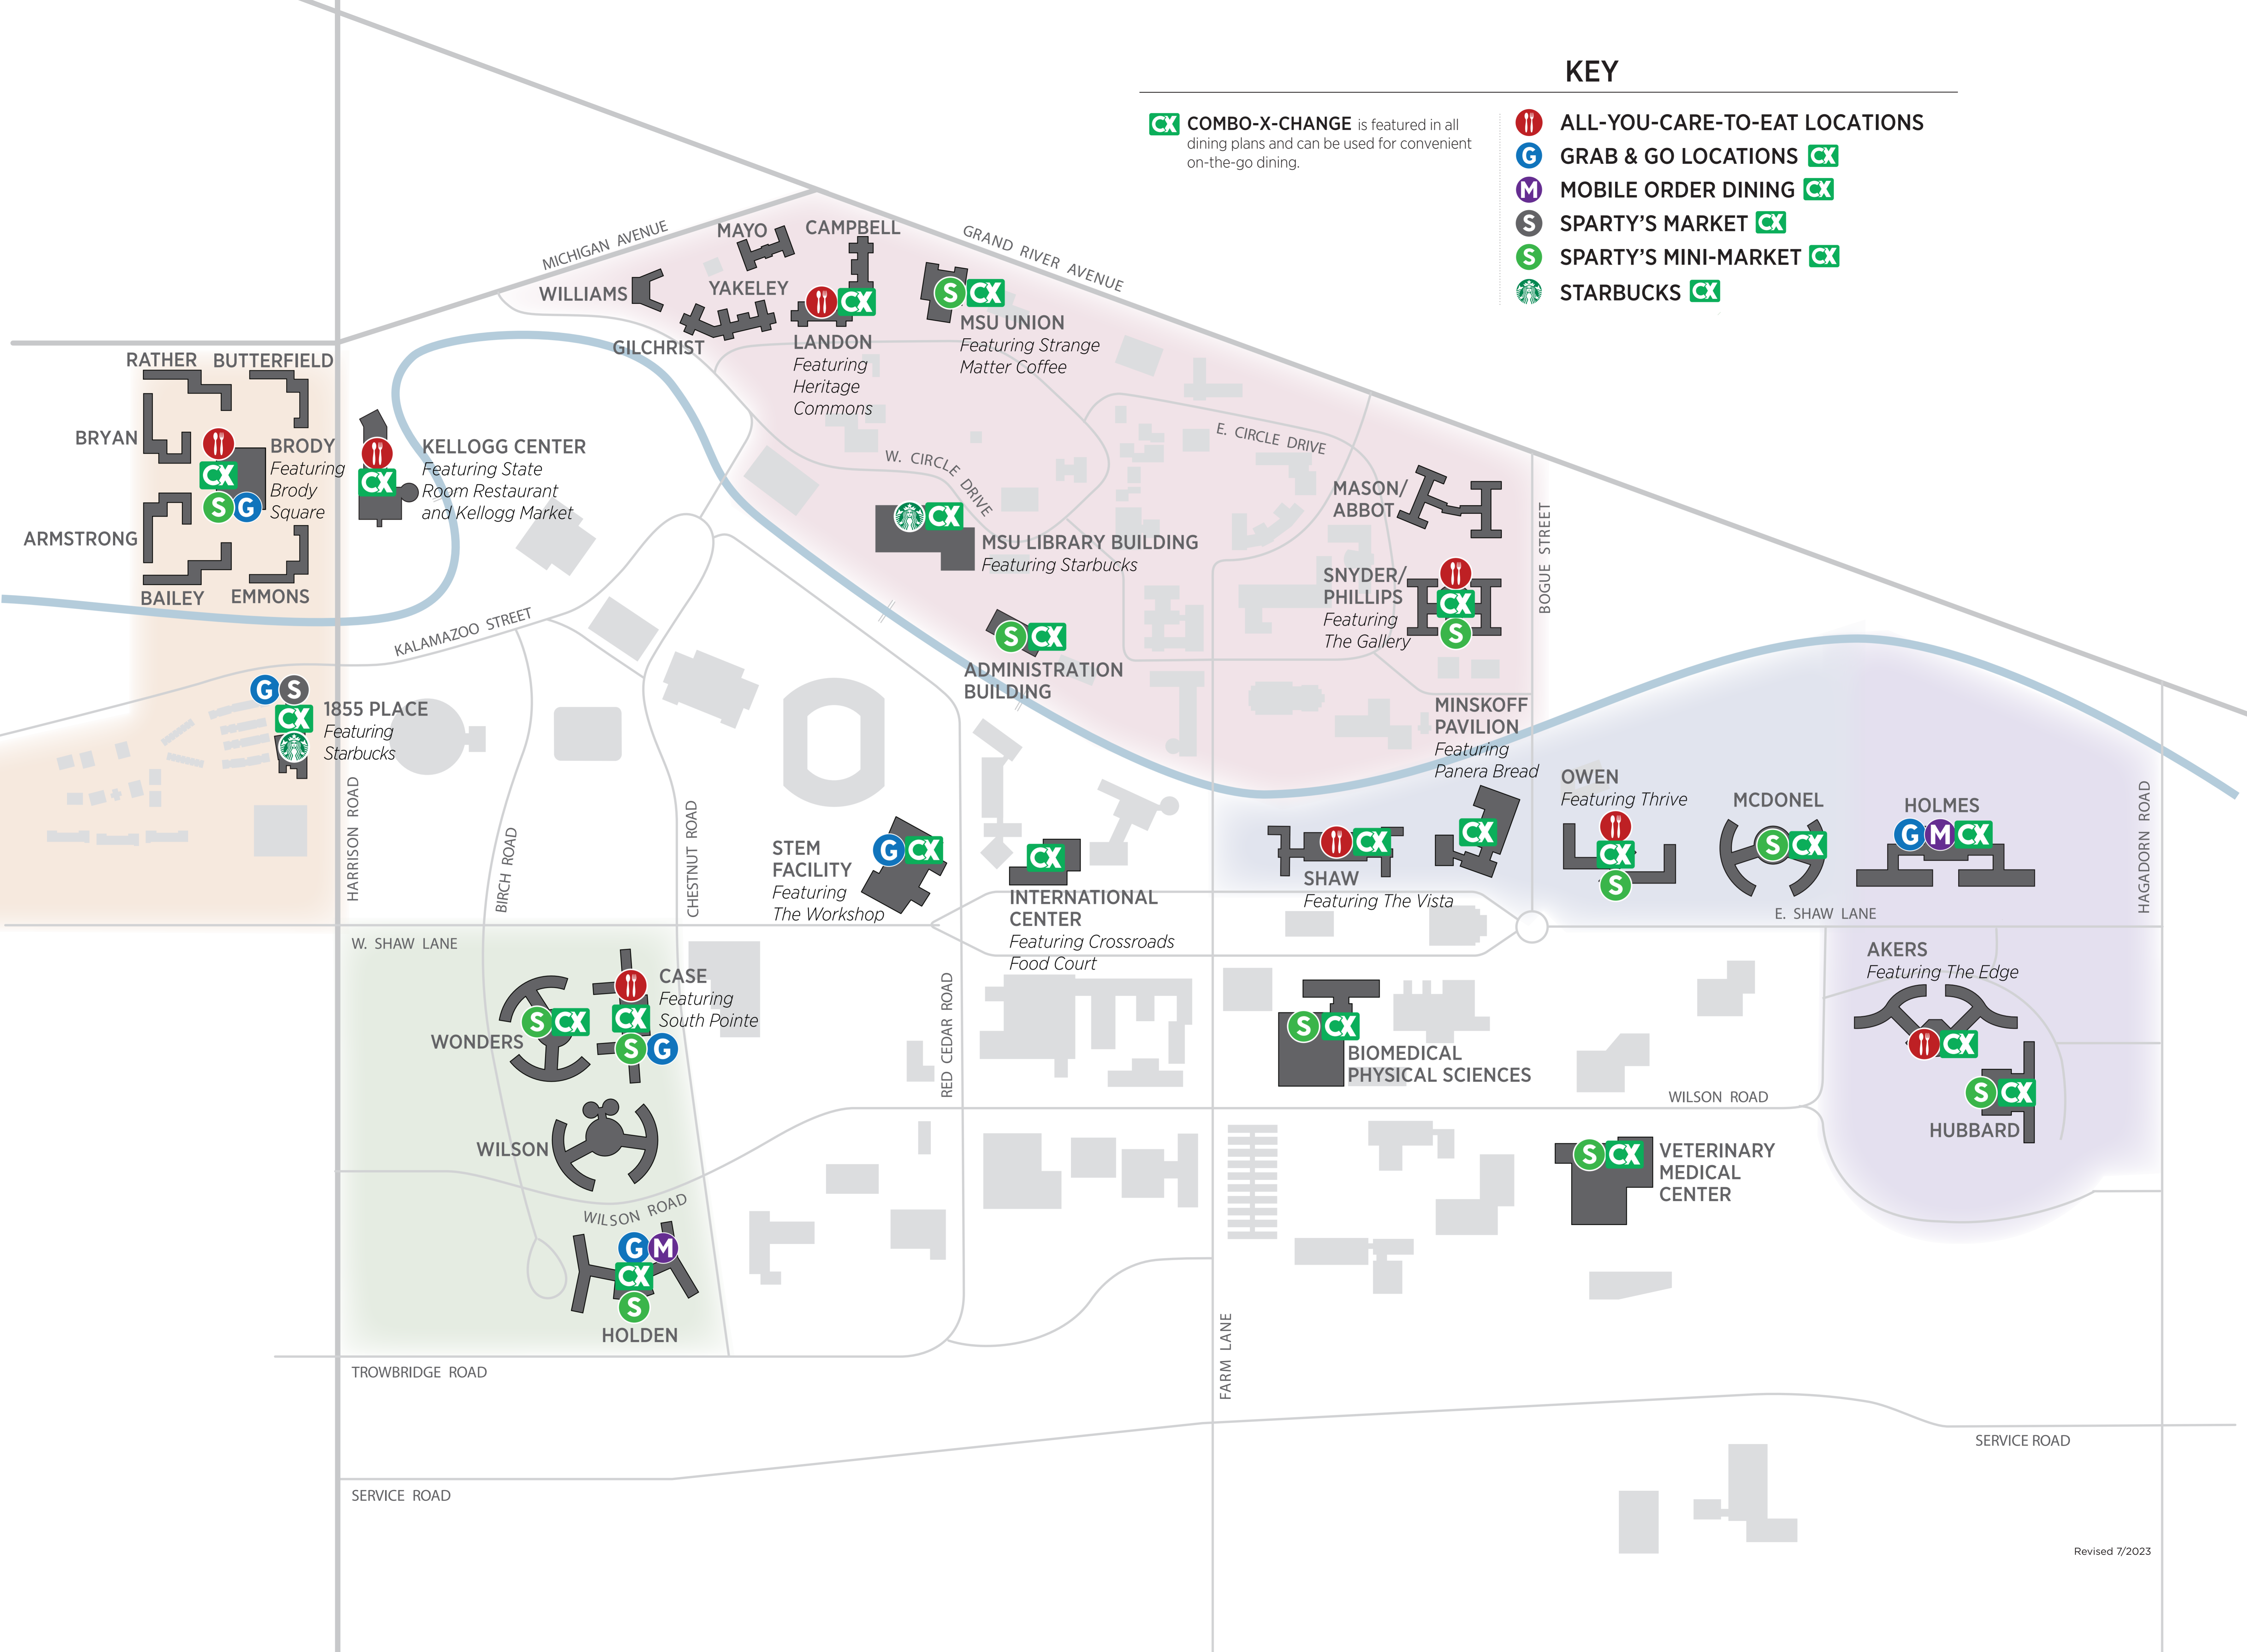 KEY
CX COMBO-X-CHANGE is featured in all
dining plans and can be used for convenient
on-the-go dining.
ALL-YOU-CARE-TO-EAT LOCATIONS
G GRAB & GO LOCATIONS CX
M MOBILE ORDER DINING CX
S SPARTY'S MARKET CX
S SPARTY'S MINI-MARKET CX
STARBUCKS CX
MICHIGAN AVENUE
GRAND RIVER AVENUE
MAYO
CAMPBELL
WILLIAMS
YAKELEY
GILCHRIST
CX
LANDON
Featuring
Heritage
Commons
S CX
MSU UNION
Featuring Strange
Matter Coffee
RATHER
BUTTERFIELD
BRYAN
CX
S G
BRODY
Featuring
Brody
Square
ARMSTRONG
BAILEY
EMMONS
CX
KELLOGG CENTER
Featuring State
Room Restaurant
and Kellogg Market
W. CIRCLE DRIVE
E. CIRCLE DRIVE
CX
MSU LIBRARY BUILDING
Featuring Starbucks
MASON/
ABBOT
BOGUE STREET
SNYDER/
PHILLIPS
Featuring
The Gallery
CX
S
KALAMAZOO STREET
S CX
ADMINISTRATION
BUILDING
G S
CX
1855 PLACE
Featuring
Starbucks
HARRISON ROAD
BIRCH ROAD
CHESTNUT ROAD
STEM
FACILITY
Featuring
The Workshop
G CX
CX
INTERNATIONAL
CENTER
Featuring Crossroads
Food Court
CX
SHAW
Featuring The Vista
MINSKOFF
PAVILION
Featuring
Panera Bread
CX
OWEN
Featuring Thrive
CX
S
MCDONEL
S CX
HOLMES
G M CX
HAGADORN ROAD
E. SHAW LANE
W. SHAW LANE
CASE
Featuring
South Pointe
CX
S G
S CX
WONDERS
WILSON
WILSON ROAD
G M
CX
S
HOLDEN
RED CEDAR ROAD
S CX
BIOMEDICAL
PHYSICAL SCIENCES
WILSON ROAD
AKERS
Featuring The Edge
CX
S CX
HUBBARD
S CX
VETERINARY
MEDICAL
CENTER
FARM LANE
TROWBRIDGE ROAD
SERVICE ROAD
SERVICE ROAD
Revised 7/2023